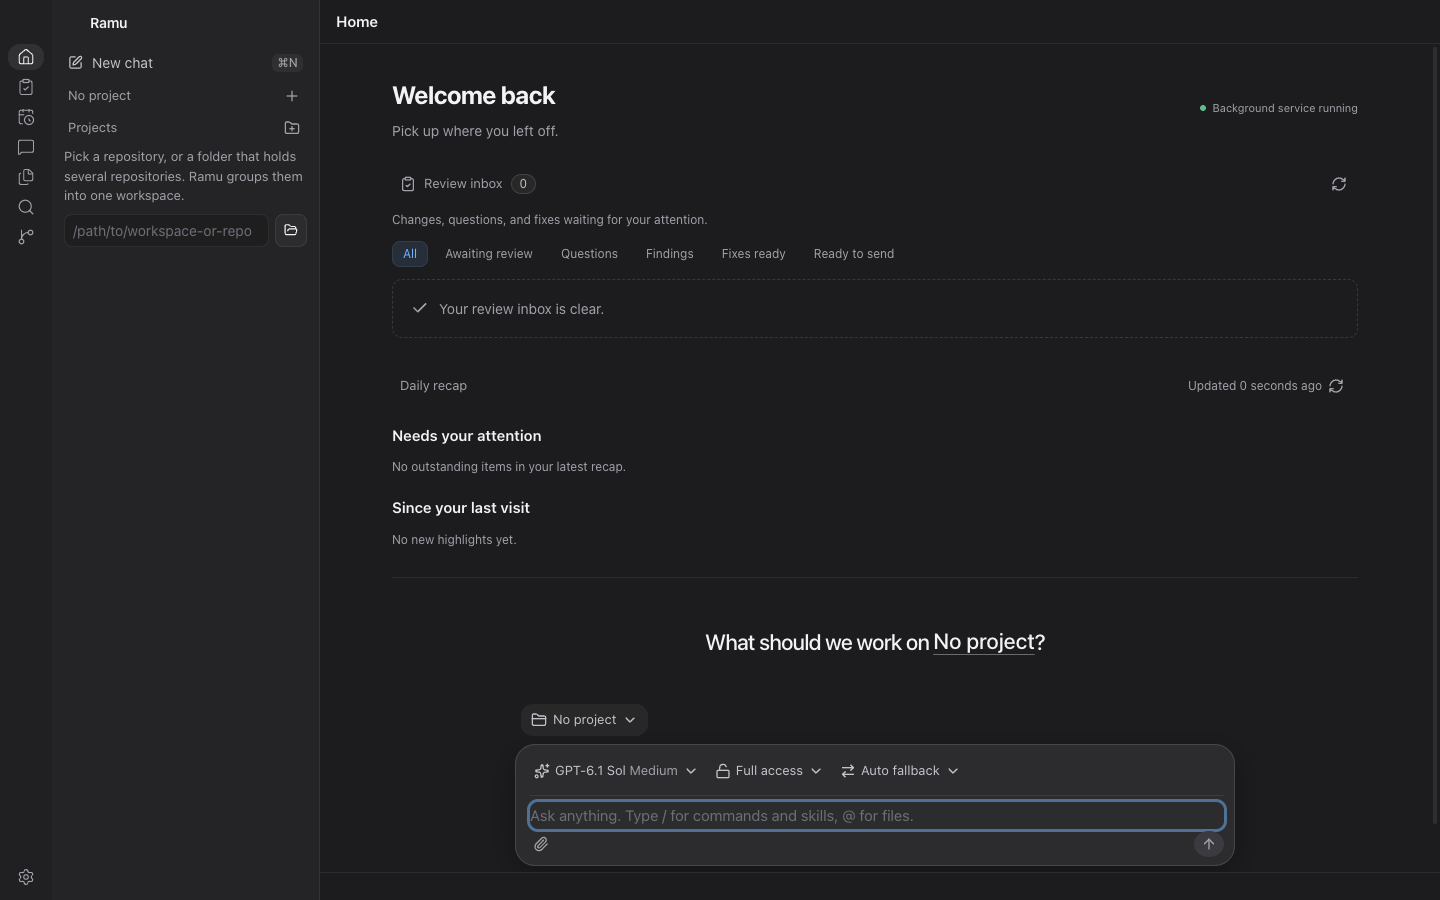 Ramu
New chat
⌘N
No project
Projects
Pick a repository, or a folder that holds
several repositories. Ramu groups them
into one workspace.
/path/to/workspace-or-repo
Home
Welcome back
Pick up where you left off.
Background service running
Review inbox 0
Changes, questions, and fixes waiting for your attention.
All Awaiting review Questions Findings Fixes ready Ready to send
Your review inbox is clear.
Daily recap
Updated 0 seconds ago
Needs your attention
No outstanding items in your latest recap.
Since your last visit
No new highlights yet.
What should we work on No project?
No project
GPT-6.1 Sol Medium Full access Auto fallback
Ask anything. Type / for commands and skills, @ for files.